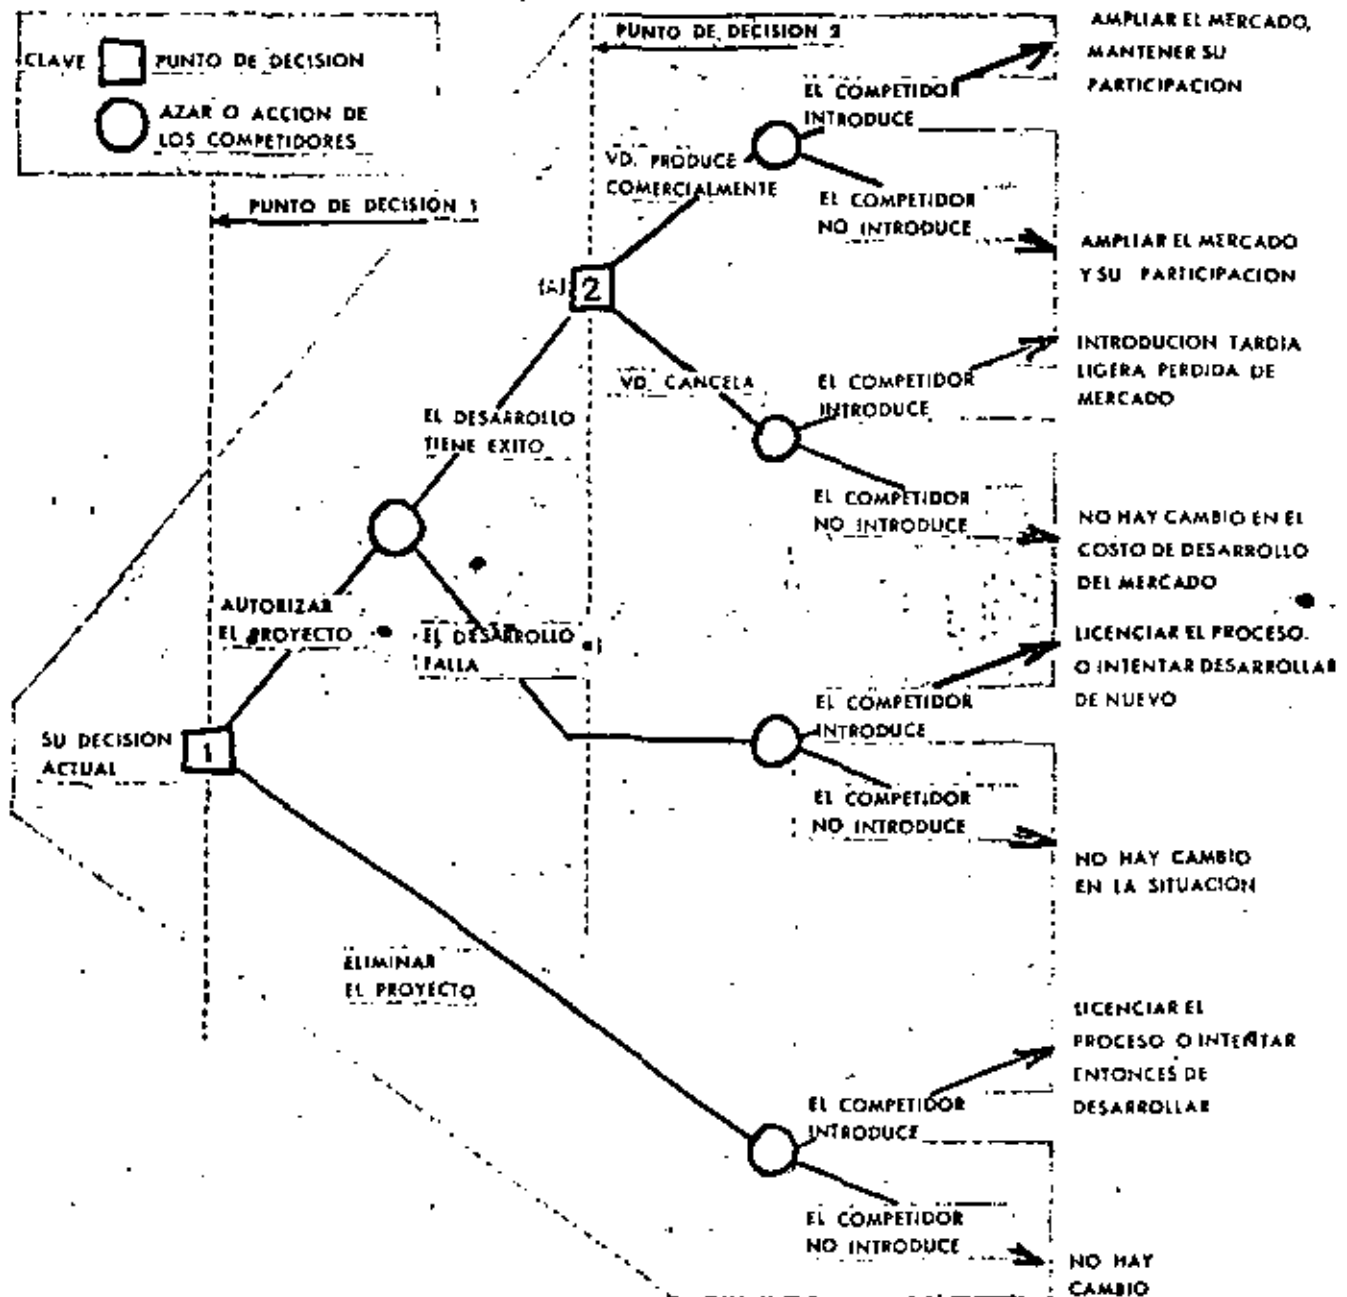 CLAVE
PUNTO DE DECISION
AZAR O ACCION DE
LOS COMPETIDORES
PUNTO DE DECISION 1
PUNTO DE DECISION 2
SU DECISION
ACTUAL
1
AUTORIZAR
EL PROYECTO
ELIMINAR
EL PROYECTO
EL DESARROLLO
TIENE EXITO
EL DESARROLLO
FALLA
(A)
2
VD. PRODUCE
COMERCIALMENTE
VD. CANCELA
EL COMPETIDOR
INTRODUCE
AMPLIAR EL MERCADO,
MANTENER SU
PARTICIPACION
EL COMPETIDOR
NO INTRODUCE
AMPLIAR EL MERCADO
Y SU PARTICIPACION
EL COMPETIDOR
INTRODUCE
INTRODUCION TARDIA
LIGERA PERDIDA DE
MERCADO
EL COMPETIDOR
NO INTRODUCE
NO HAY CAMBIO EN EL
COSTO DE DESARROLLO
DEL MERCADO
EL COMPETIDOR
INTRODUCE
LICENCIAR EL PROCESO.
O INTENTAR DESARROLLAR
DE NUEVO
EL COMPETIDOR
NO INTRODUCE
NO HAY CAMBIO
EN LA SITUACION
EL COMPETIDOR
INTRODUCE
LICENCIAR EL
PROCESO O INTENTAR
ENTONCES DE
DESARROLLAR
EL COMPETIDOR
NO INTRODUCE
NO HAY
CAMBIO